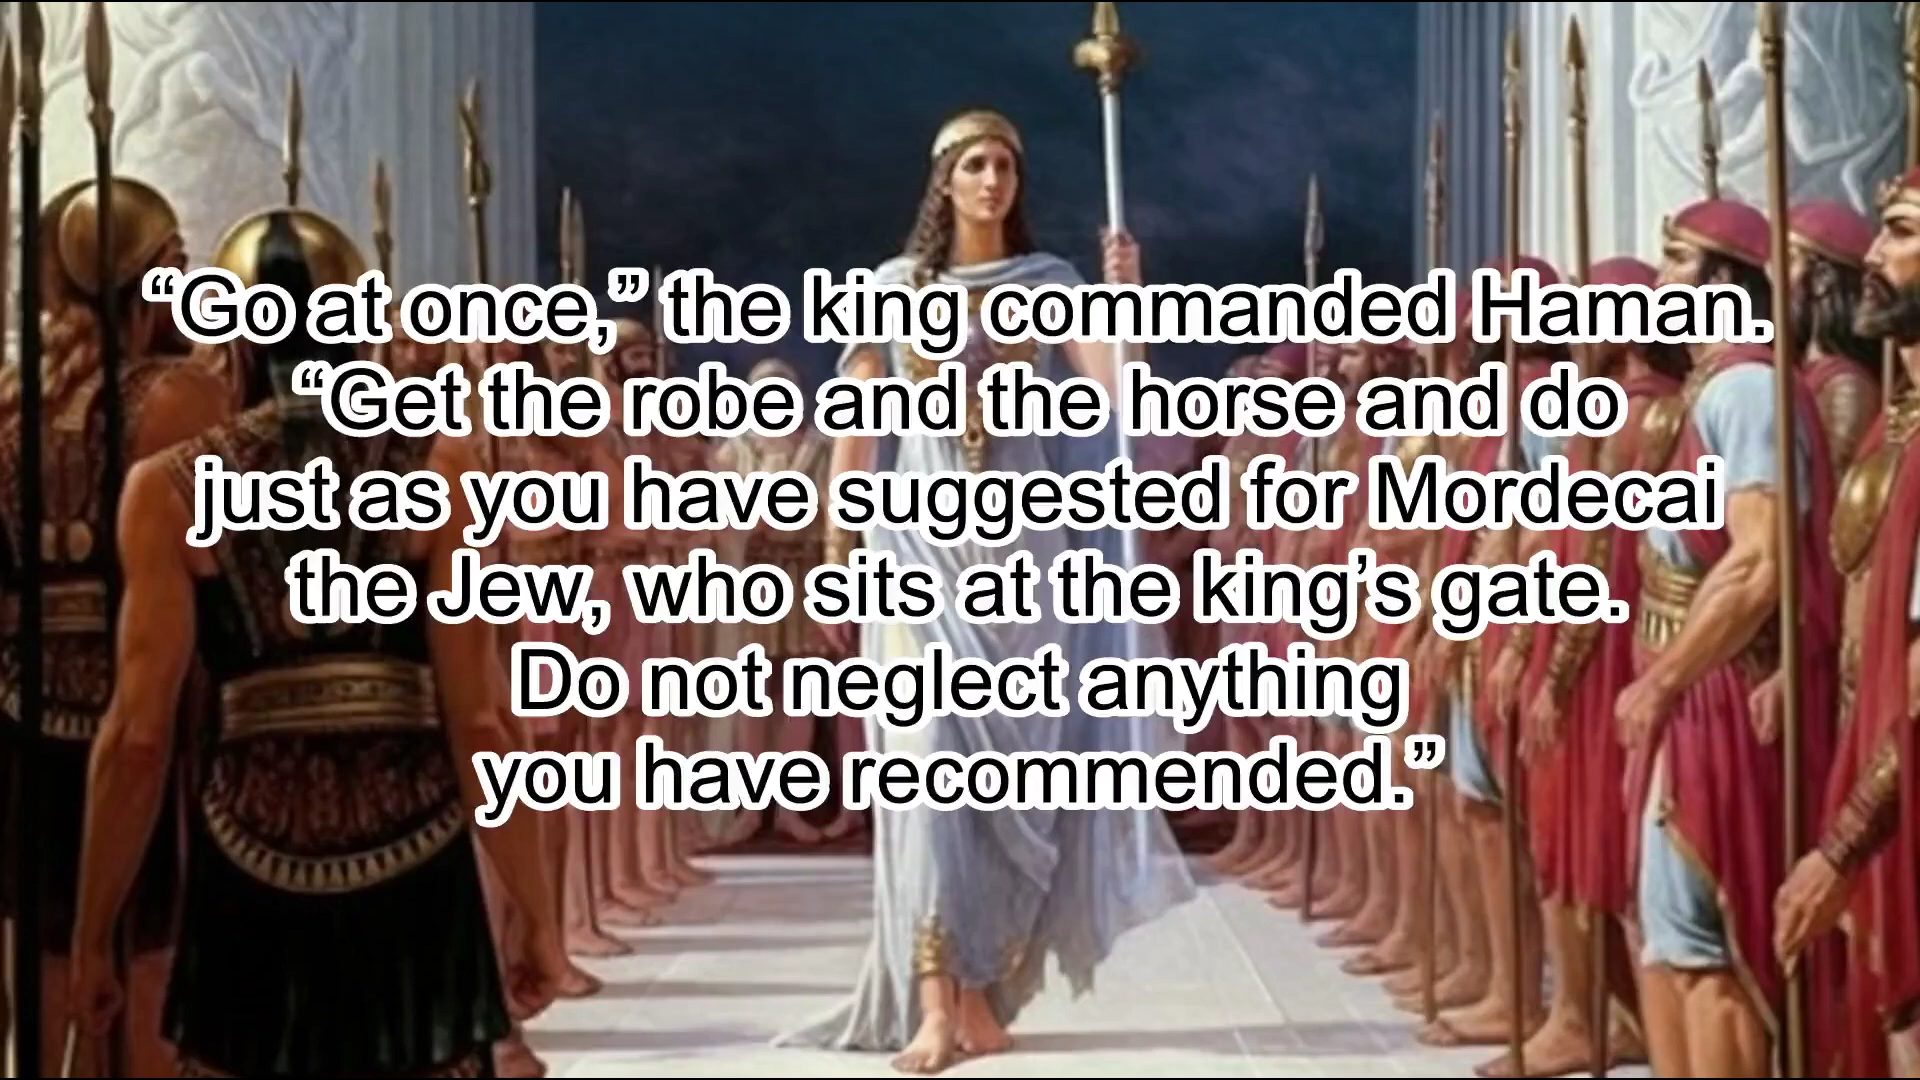 “Go at once,” the king commanded Haman.
“Get the robe and the horse and do
just as you have suggested for Mordecai
the Jew, who sits at the king’s gate.
Do not neglect anything
you have recommended.”